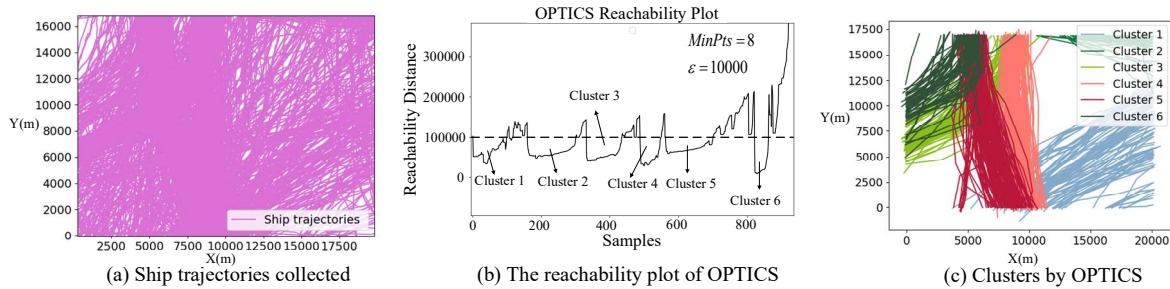 16000
14000
12000
10000
Y(m)
8000
6000
4000
2000
0
Ship trajectories
2500 5000 7500 10000 12500 15000 17500
X(m)
(a) Ship trajectories collected
OPTICS Reachability Plot
MinPts = 8
ε = 10000
Reachability Distance
300000
200000
100000
0
Cluster 1
Cluster 2
Cluster 3
Cluster 4
Cluster 5
Cluster 6
0 200 400 600 800
Samples
(b) The reachability plot of OPTICS
17500
15000
12500
Y(m)
10000
7500
5000
2500
0
Cluster 1
Cluster 2
Cluster 3
Cluster 4
Cluster 5
Cluster 6
0 5000 10000 15000 20000
X(m)
(c) Clusters by OPTICS